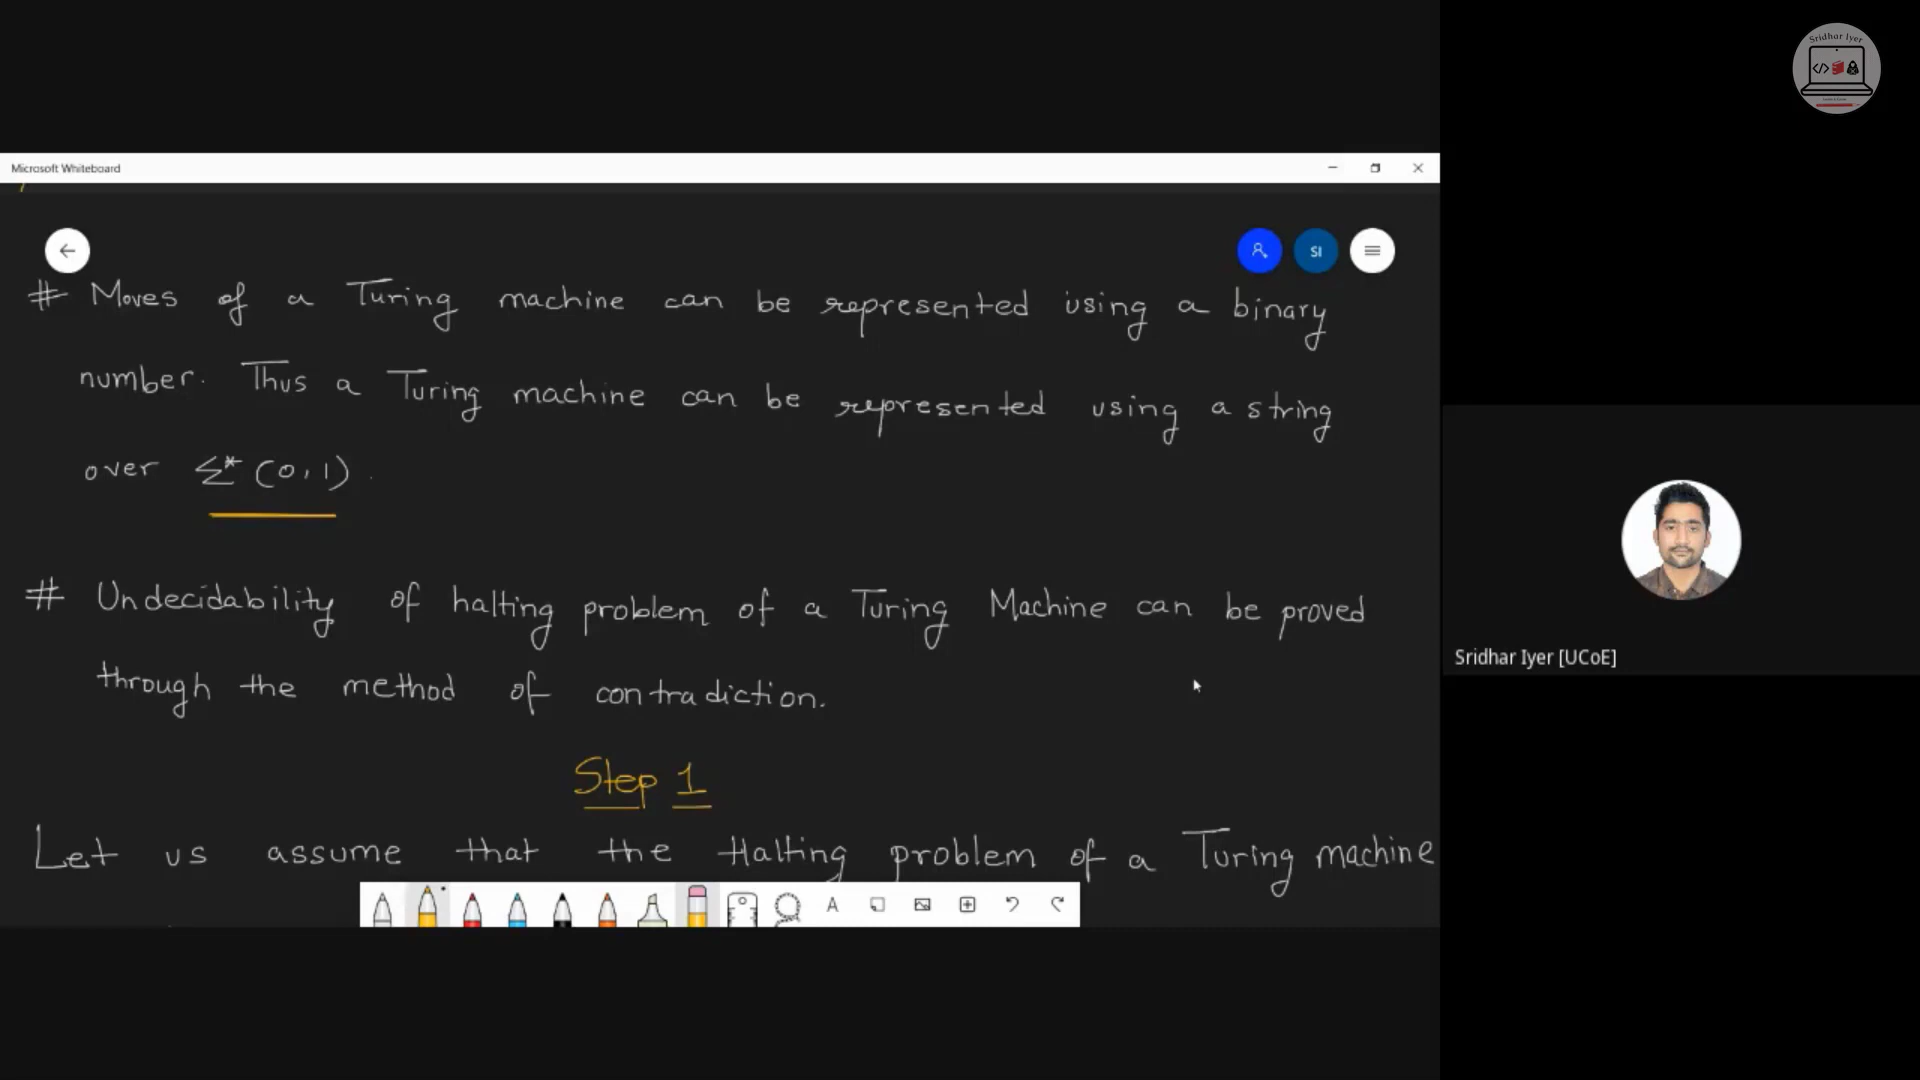 Sridhar Iyer
</>
Microsoft Whiteboard
SI
# Moves of a Turing machine can be represented using a binary
number. Thus a Turing machine can be represented using a string
over Σ* (0,1).
# Undecidability of halting problem of a Turing Machine can be proved
through the method of contradiction.
Step 1
Let us assume that the Halting problem of a Turing machine
A
Sridhar Iyer [UCoE]